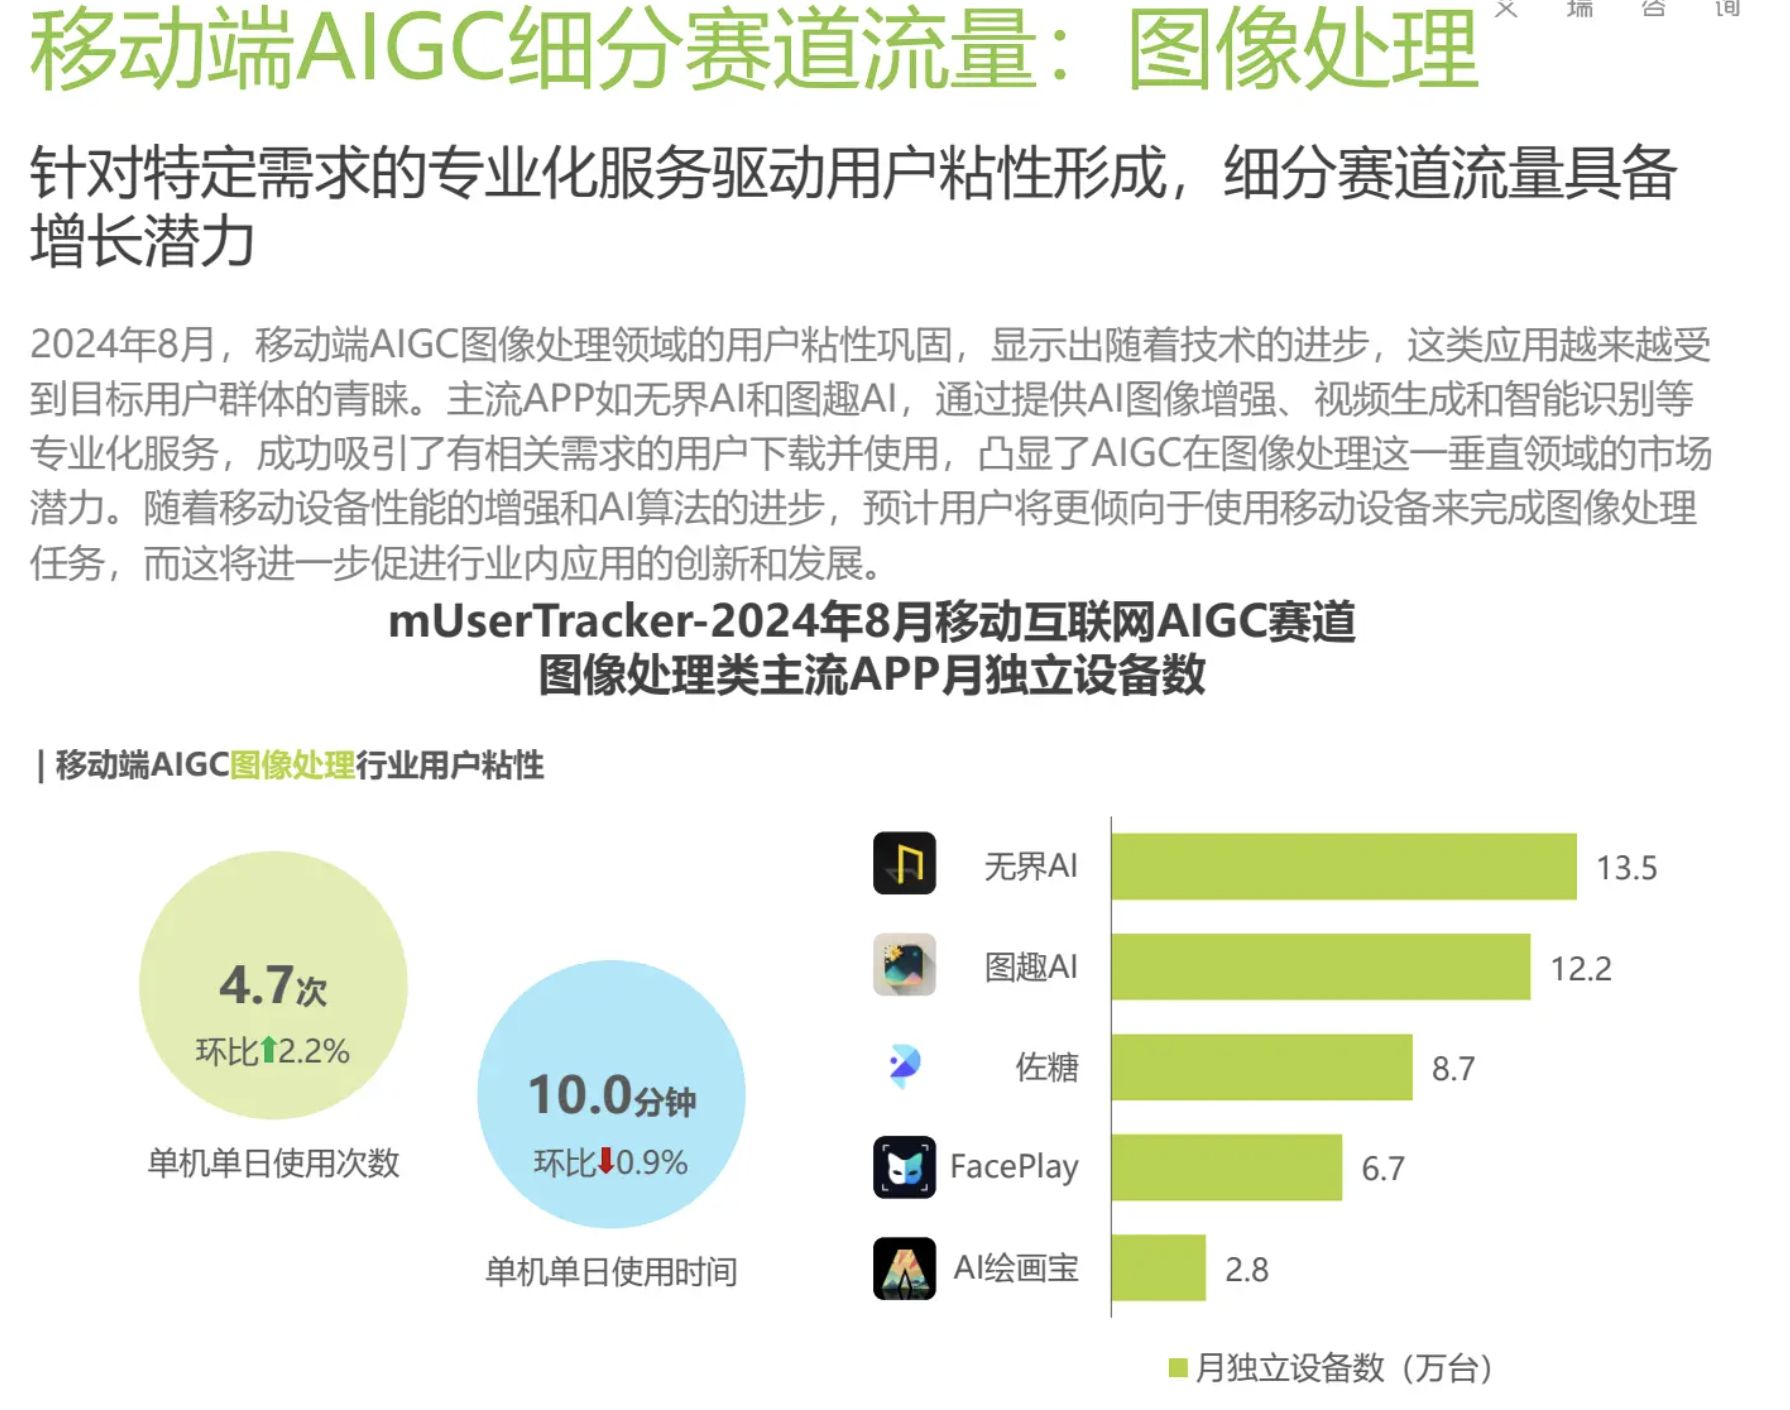 艾 瑞 咨 询
移动端AIGC细分赛道流量：图像处理
针对特定需求的专业化服务驱动用户粘性形成，细分赛道流量具备
增长潜力
2024年8月，移动端AIGC图像处理领域的用户粘性巩固，显示出随着技术的进步，这类应用越来越受
到目标用户群体的青睐。主流APP如无界AI和图趣AI，通过提供AI图像增强、视频生成和智能识别等
专业化服务，成功吸引了有相关需求的用户下载并使用，凸显了AIGC在图像处理这一垂直领域的市场
潜力。随着移动设备性能的增强和AI算法的进步，预计用户将更倾向于使用移动设备来完成图像处理
任务，而这将进一步促进行业内应用的创新和发展。
mUserTracker-2024年8月移动互联网AIGC赛道
图像处理类主流APP月独立设备数
| 移动端AIGC图像处理行业用户粘性
4.7次
环比⬆2.2%
单机单日使用次数
10.0分钟
环比⬇0.9%
单机单日使用时间
无界AI 13.5
图趣AI 12.2
佐糖 8.7
FacePlay 6.7
AI绘画宝 2.8
月独立设备数（万台）